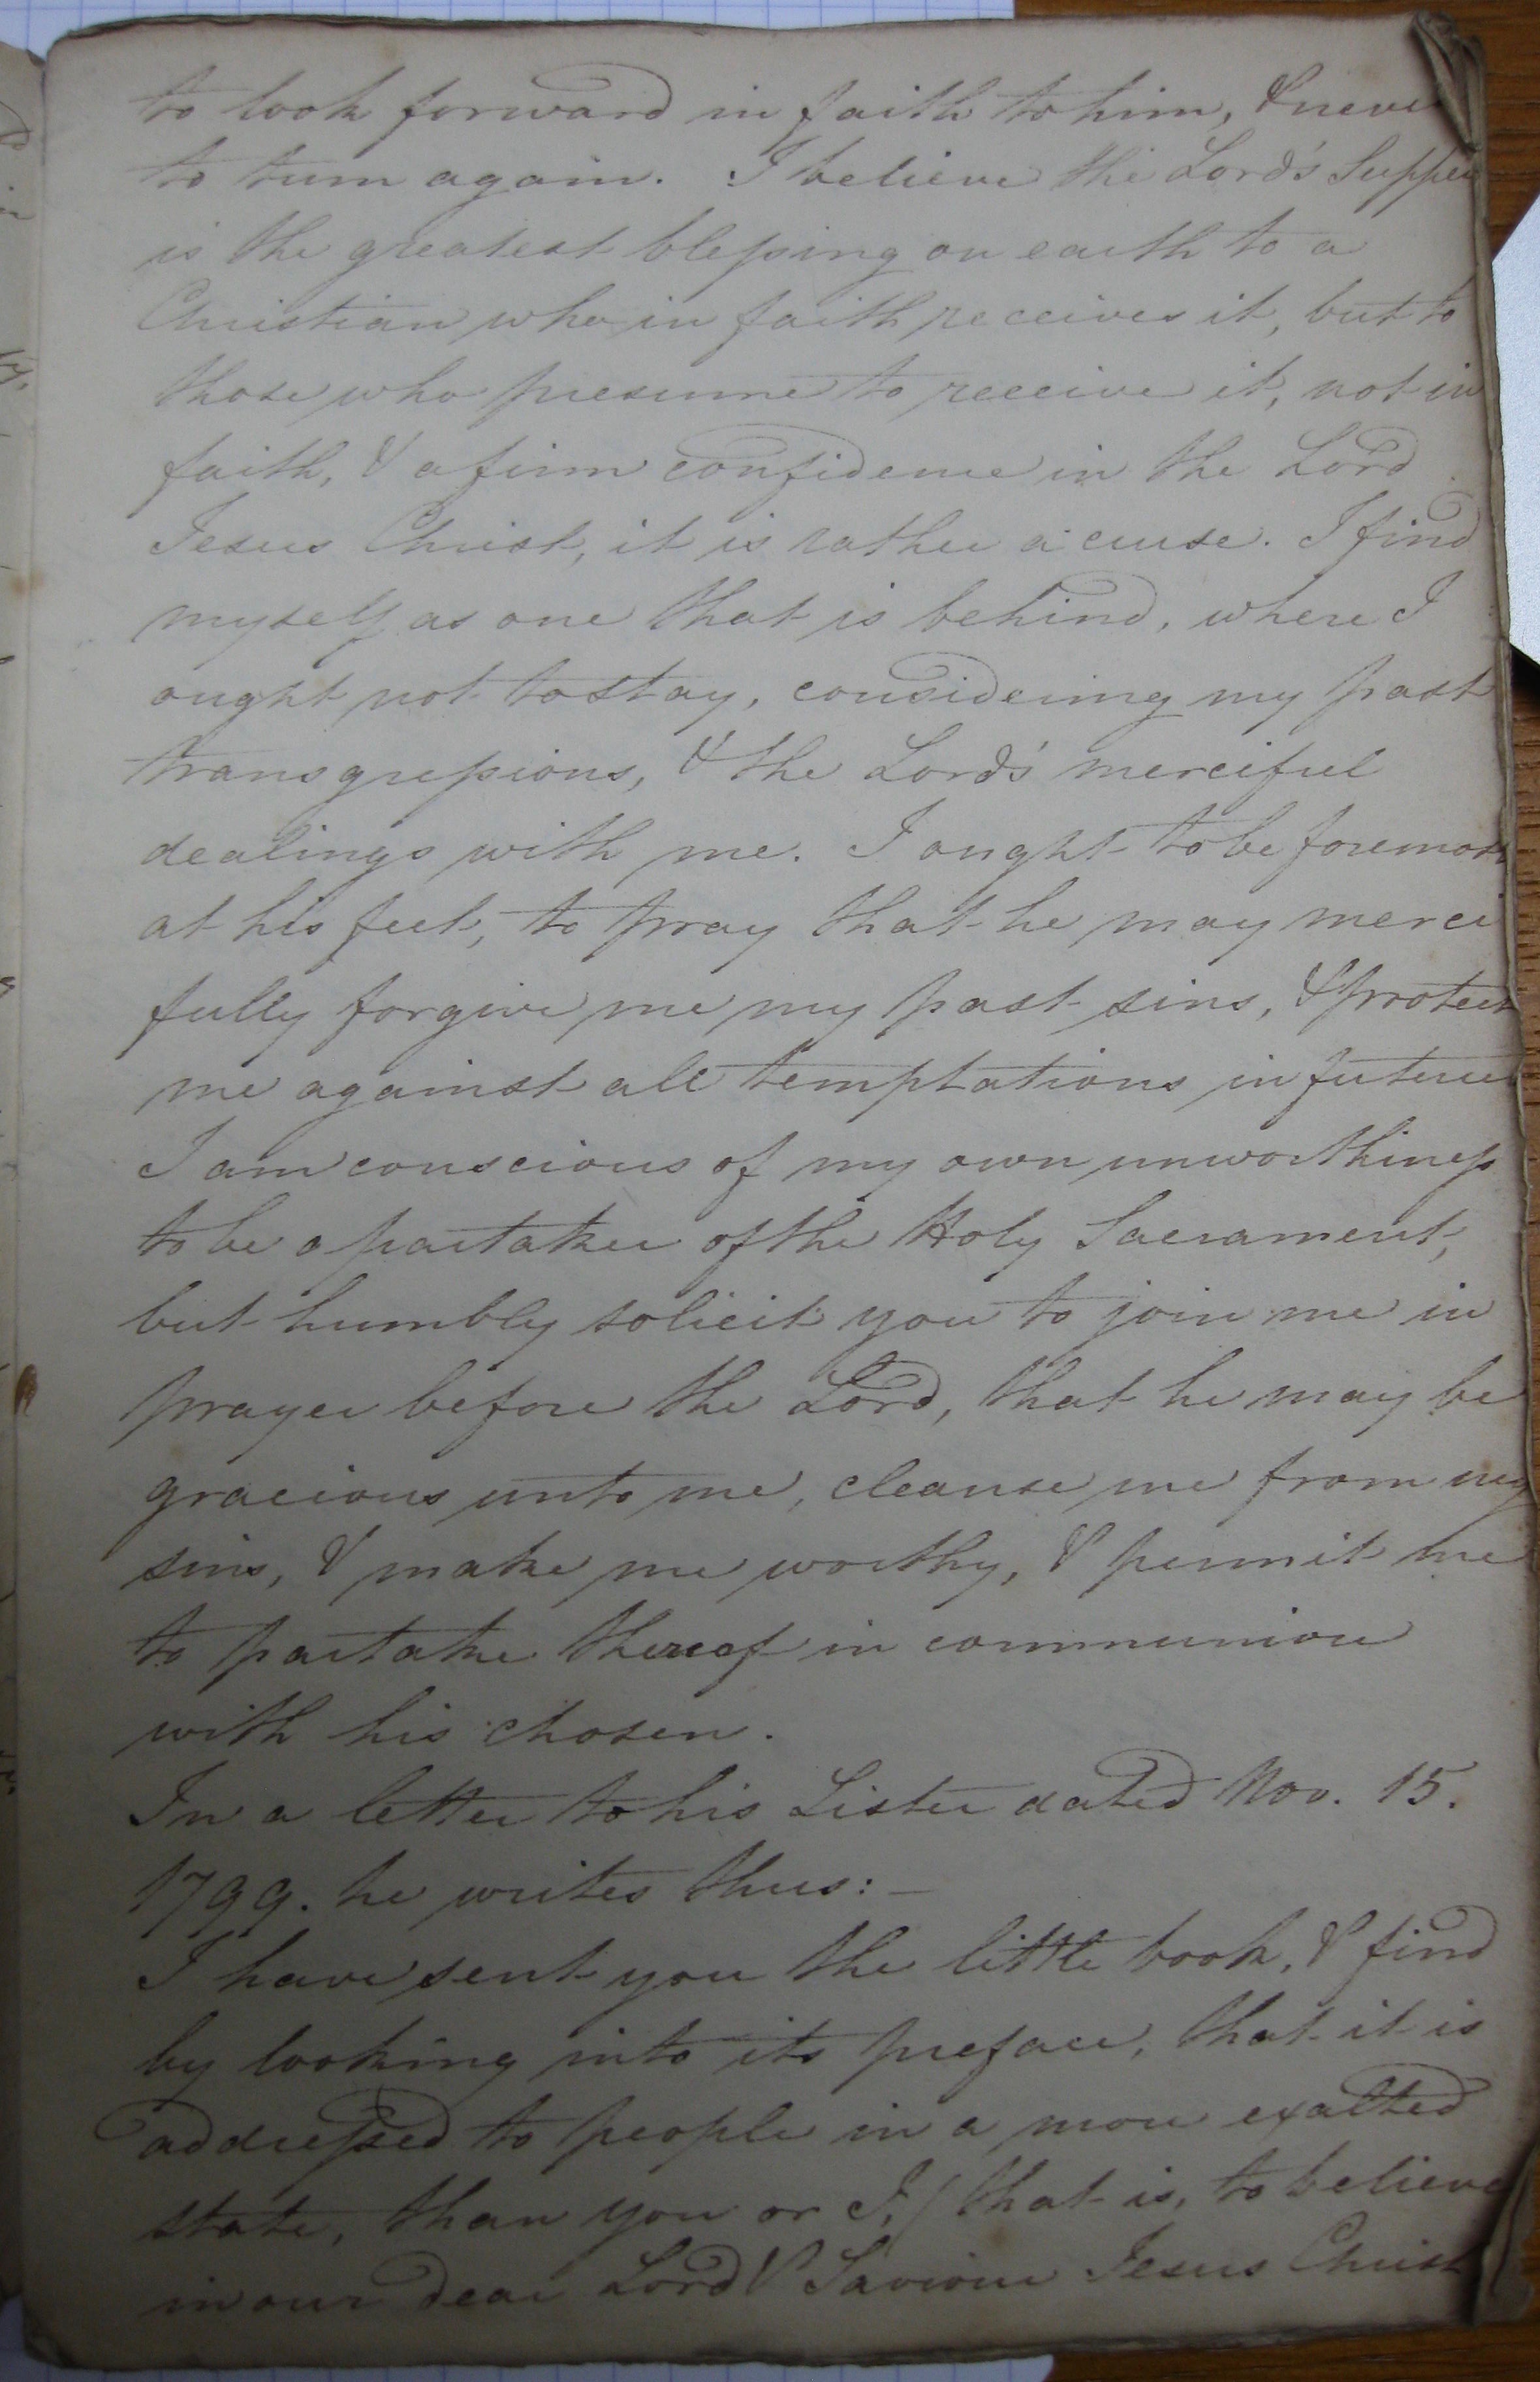 to look forward in faith to him, & never
to turn again. I believe the Lord's Supper
is the greatest blessing on earth to a
Christian who in faith receives it, but to
those who presume to receive it, not in
faith, & a firm confidence in the Lord
Jesus Christ, it is rather a curse. I find
myself as one that is behind, where I
ought not to stay, considering my past
transgressions, & the Lord's merciful
dealings with me. I ought to be foremost
at his feet, to pray that he may merci
fully forgive me my past sins, & protect
me against all temptations in future
I am conscious of my own unworthiness
to be a partaker of the Holy Sacrament,
but humbly solicit you to join me in
prayer before the Lord, that he may be
gracious unto me, cleanse me from my
sins, & make me worthy, & permit me
to partake thereof in communion
with his chosen.
In a letter to his Sister dated Nov. 15.
1799. he writes thus:—
I have sent you the little book, & find
by looking into its preface, that it is
addressed to people in a more exalted
state, than you or I, / that is, to believe
in our dear Lord & Saviour Jesus Christ